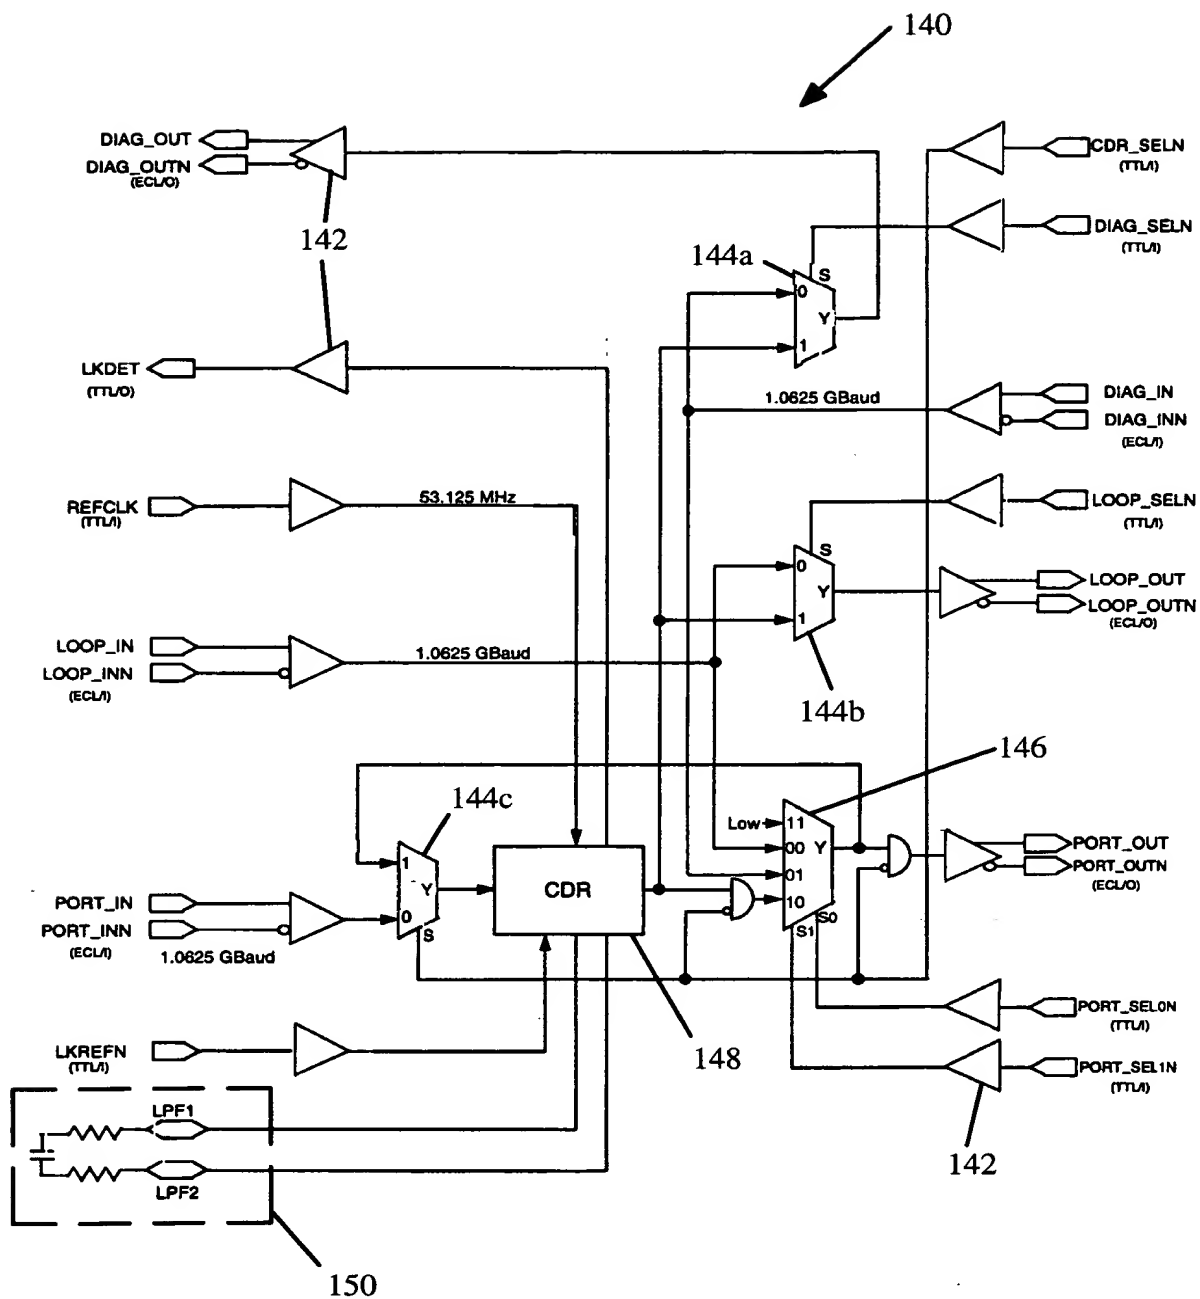 140
DIAG_OUT
DIAG_OUTN
(ECL/O)
142
CDR_SELN
(TTL/I)
DIAG_SELN
(TTL/I)
144a
S
0
Y
1
LKDET
(TTL/O)
1.0625 GBaud
DIAG_IN
DIAG_INN
(ECL/I)
REFCLK
(TTL/I)
53.125 MHz
LOOP_SELN
(TTL/I)
S
0
Y
1
LOOP_OUT
LOOP_OUTN
(ECL/O)
LOOP_IN
LOOP_INN
(ECL/I)
1.0625 GBaud
144b
146
144c
1
Y
0
S
CDR
Low
11
00
01
10
Y
S0
S1
PORT_OUT
PORT_OUTN
(ECL/O)
PORT_IN
PORT_INN
(ECL/I)
1.0625 GBaud
PORT_SEL0N
(TTL/I)
LKREFN
(TTL/I)
148
PORT_SEL1N
(TTL/I)
LPF1
LPF2
142
150